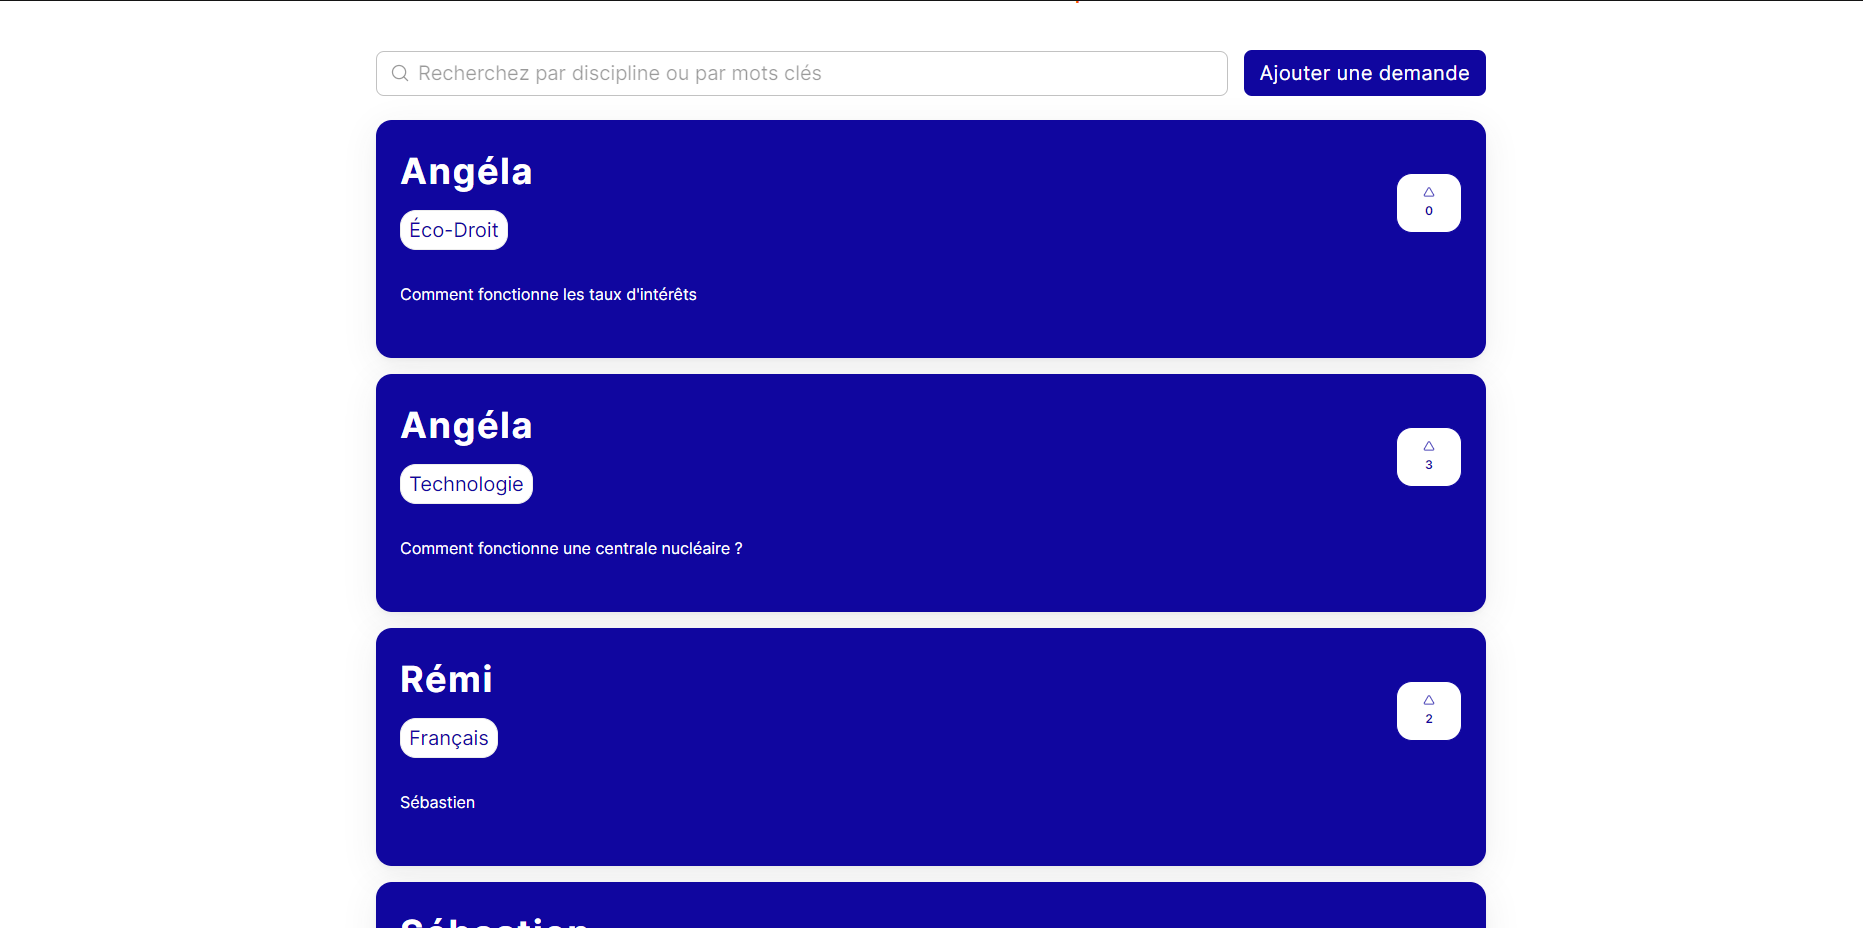 Recherchez par discipline ou par mots clés
Ajouter une demande
Angéla
0
Éco-Droit
Comment fonctionne les taux d'intérêts
Angéla
3
Technologie
Comment fonctionne une centrale nucléaire ?
Rémi
2
Français
Sébastien
Sébastien